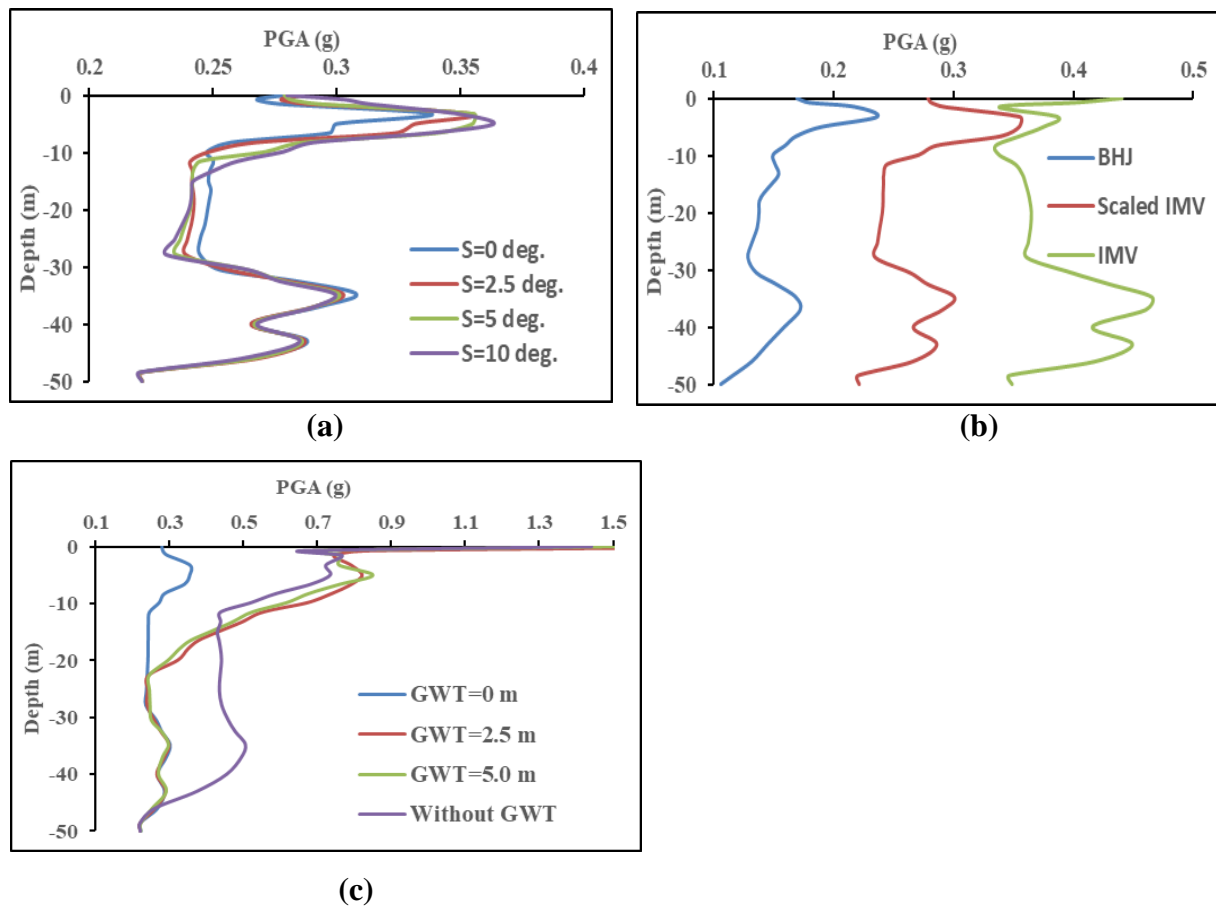 PGA (g)
0.2 0.25 0.3 0.35 0.4
0
-10
-20
-30
-40
-50
Depth (m)
S=0 deg.
S=2.5 deg.
S=5 deg.
S=10 deg.
(a)
PGA (g)
0.1 0.2 0.3 0.4 0.5
0
-10
-20
-30
-40
-50
Depth (m)
BHJ
Scaled IMV
IMV
(b)
PGA (g)
0.1 0.3 0.5 0.7 0.9 1.1 1.3 1.5
0
-10
-20
-30
-40
-50
Depth (m)
GWT=0 m
GWT=2.5 m
GWT=5.0 m
Without GWT
(c)